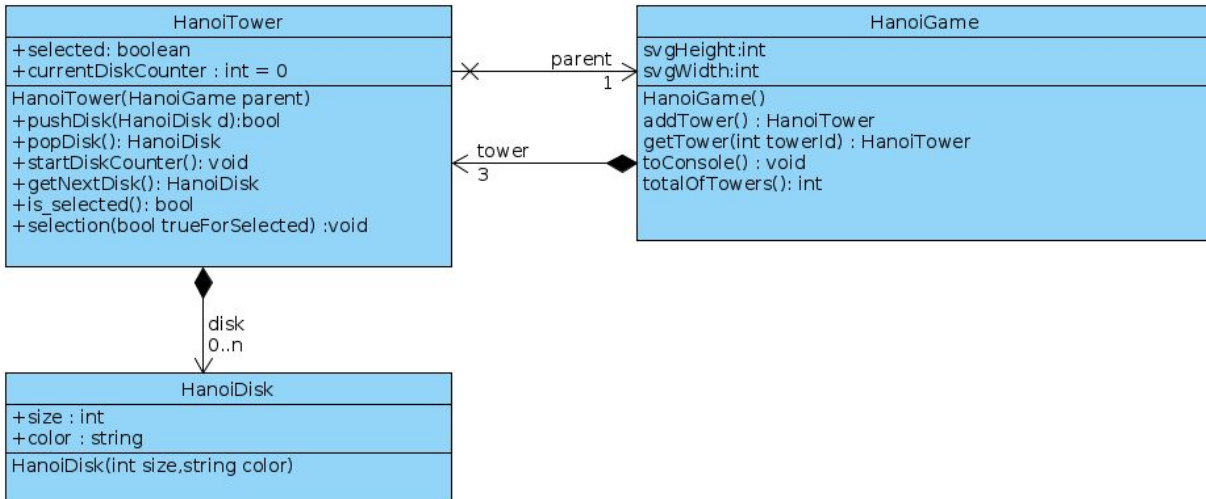 HanoiTower
+selected: boolean
+currentDiskCounter : int = 0
HanoiTower(HanoiGame parent)
+pushDisk(HanoiDisk d):bool
+popDisk(): HanoiDisk
+startDiskCounter(): void
+getNextDisk(): HanoiDisk
+is_selected(): bool
+selection(bool trueForSelected) :void
parent
1
tower
3
HanoiGame
svgHeight:int
svgWidth:int
HanoiGame()
addTower() : HanoiTower
getTower(int towerId) : HanoiTower
toConsole() : void
totalOfTowers(): int
disk
0..n
HanoiDisk
+size : int
+color : string
HanoiDisk(int size,string color)